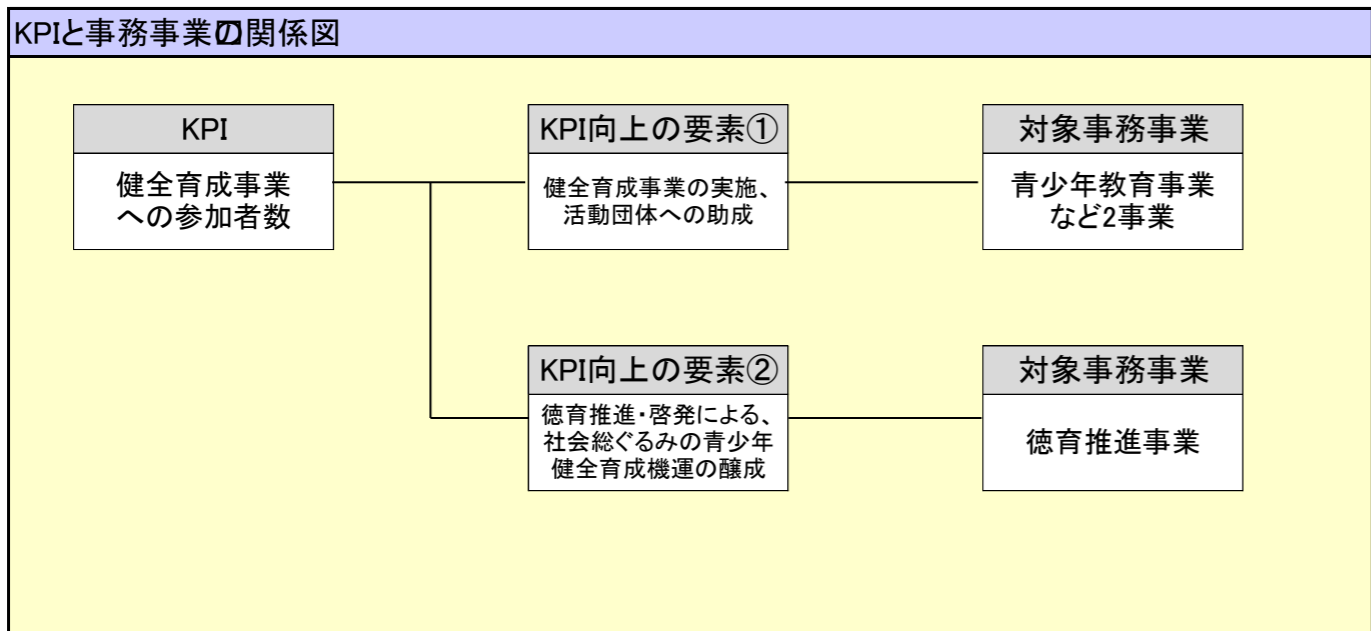 KPIと事務事業の関係図
KPI
健全育成事業
への参加者数
KPI向上の要素①
健全育成事業の実施、
活動団体への助成
対象事務事業
青少年教育事業
など2事業
KPI向上の要素②
徳育推進・啓発による、
社会総ぐるみの青少年
健全育成機運の醸成
対象事務事業
徳育推進事業